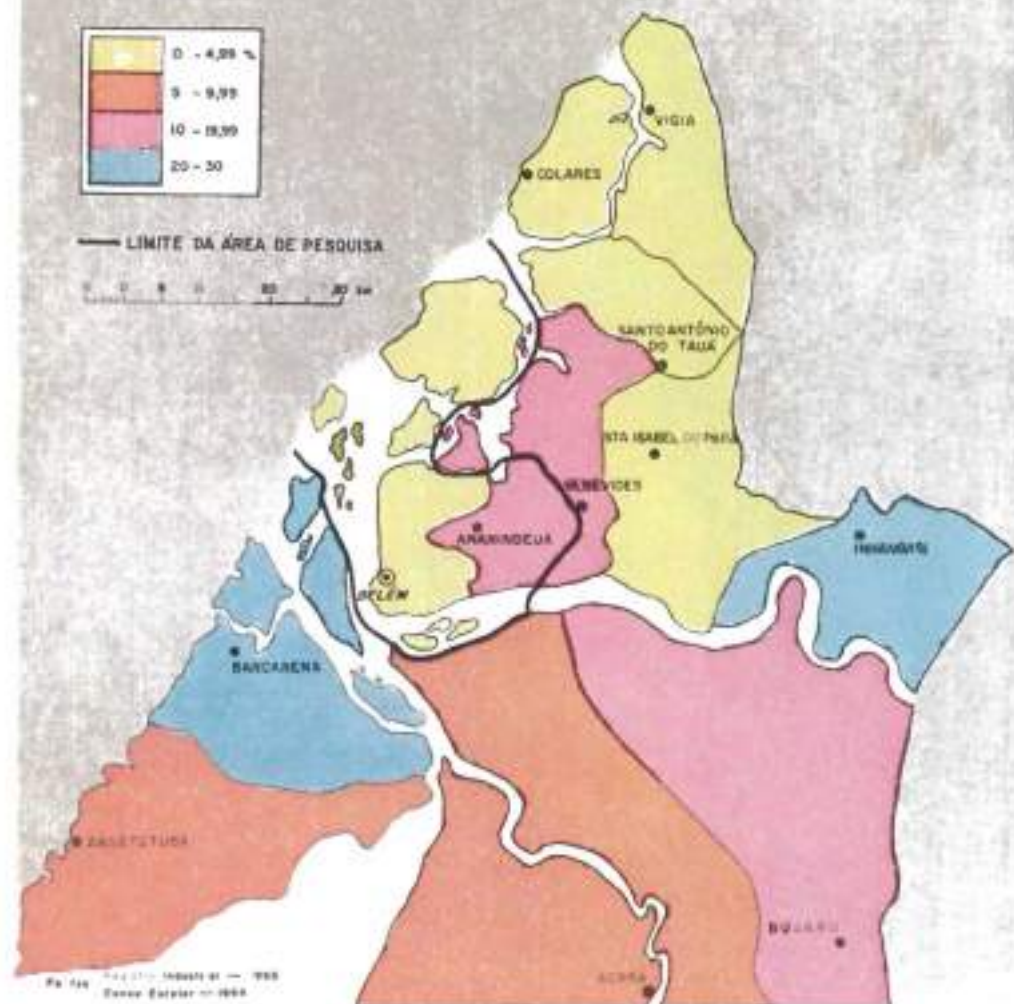 0 - 4,99 %
5 - 9,99
10 - 19,99
20 - 30
LIMITE DA ÁREA DE PESQUISA
VIGIA
COLARES
SANTO ANTÔNIO
DO TAUÁ
STA ISABEL DO
BENEVIDES
ANANINDEUA
BELÉM
BARCARENA
BUJARU
ACARÁ
Industrial — 
Censo Escolar — 1964